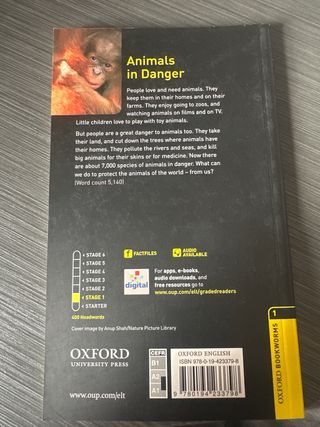 Animals
in Danger
People love and need animals. They
keep them in their homes and on their
farms. They enjoy going to zoos, and
watching animals on films and on TV.
Little children love to play with toy animals.
But people are a great danger to animals too. They take
their land, and cut down the trees where animals have
their homes. They pollute the rivers and seas, and kill
big animals for their skins or for medicine. Now there
are about 7,000 species of animals in danger. What can
we do to protect the animals of the world – from us?
(Word count 5,140)
STAGE 6
STAGE 5
STAGE 4
STAGE 3
STAGE 2
STAGE 1
STARTER
400 Headwords
f FACTFILES
AUDIO
AVAILABLE
digital
For apps, e-books,
audio downloads, and
free resources go to
www.oup.com/elt/gradedreaders
Cover image by Anup Shah/Nature Picture Library
1
OXFORD BOOKWORMS
OXFORD
UNIVERSITY PRESS
www.oup.com/elt
CEFR
B1
A2
A1
OXFORD ENGLISH
ISBN 978-0-19-423379-8
9 780194 233798